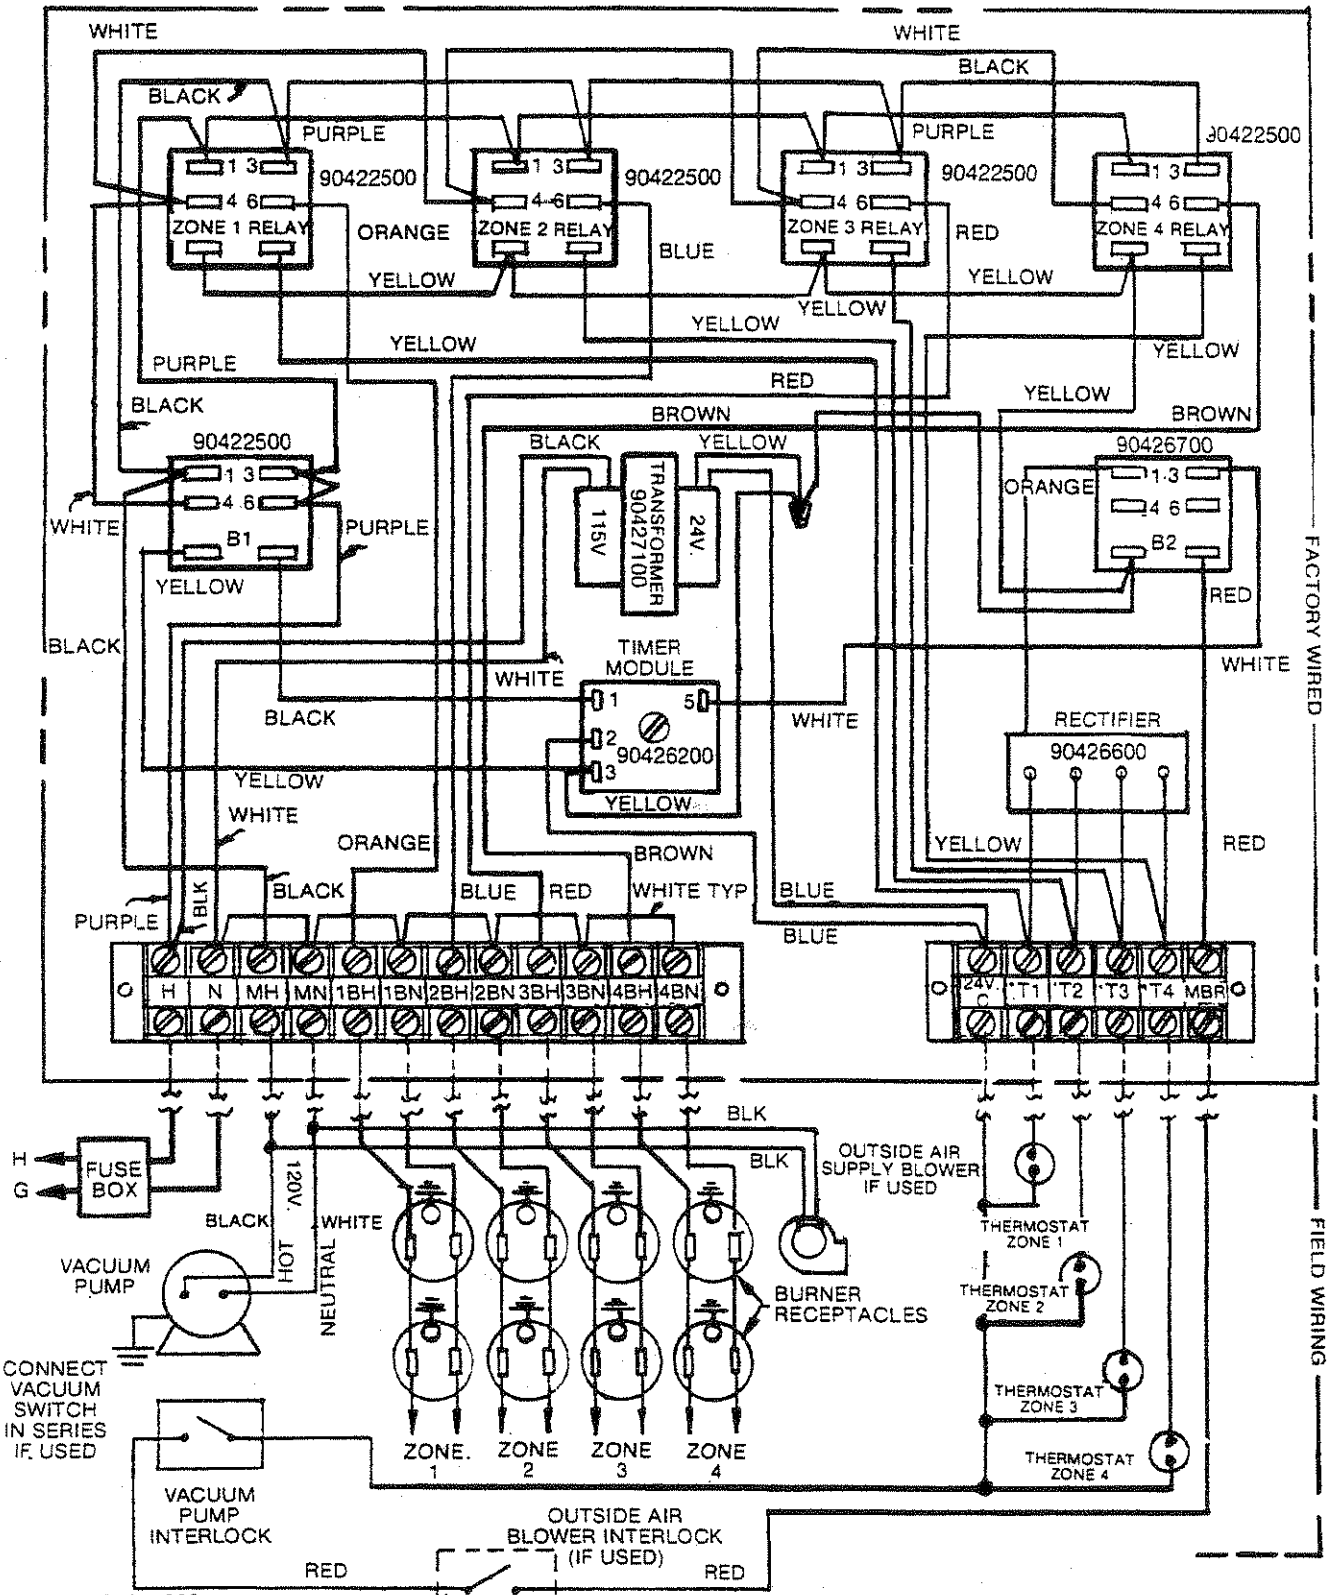 WHITE
WHITE
BLACK
BLACK
PURPLE
PURPLE
90422500
1 3
90422500
1 3
90422500
1 3
90422500
1 3
4 6
4 6
4 6
4 6
ZONE 1 RELAY
ORANGE
ZONE 2 RELAY
BLUE
ZONE 3 RELAY
RED
ZONE 4 RELAY
YELLOW
YELLOW
YELLOW
YELLOW
YELLOW
YELLOW
PURPLE
RED
YELLOW
BLACK
BROWN
BROWN
90422500
BLACK
YELLOW
90426700
1 3
4 6
B1
WHITE
PURPLE
YELLOW
115V
TRANSFORMER
90427100
24V.
ORANGE
1 3
4 6
B2
RED
FACTORY WIRED
BLACK
WHITE
TIMER
MODULE
1
5
2
90426200
3
WHITE
WHITE
BLACK
YELLOW
YELLOW
RECTIFIER
90426600
WHITE
ORANGE
BROWN
YELLOW
RED
PURPLE
BLK
BLACK
BLUE
RED
WHITE TYP
BLUE
BLUE
H N MH MN 1BH 1BN 2BH 2BN 3BH 3BN 4BH 4BN
24V. T1 T2 T3 T4 MBR
C
BLK
BLK
H
G
FUSE
BOX
120V.
BLACK
WHITE
HOT
NEUTRAL
OUTSIDE AIR
SUPPLY BLOWER
IF USED
THERMOSTAT
ZONE 1
FIELD WIRING
VACUUM
PUMP
BURNER
RECEPTACLES
THERMOSTAT
ZONE 2
CONNECT
VACUUM
SWITCH
IN SERIES
IF USED
THERMOSTAT
ZONE 3
ZONE
1
ZONE
2
ZONE
3
ZONE
4
THERMOSTAT
ZONE 4
VACUUM
PUMP
INTERLOCK
OUTSIDE AIR
BLOWER INTERLOCK
(IF USED)
RED
RED